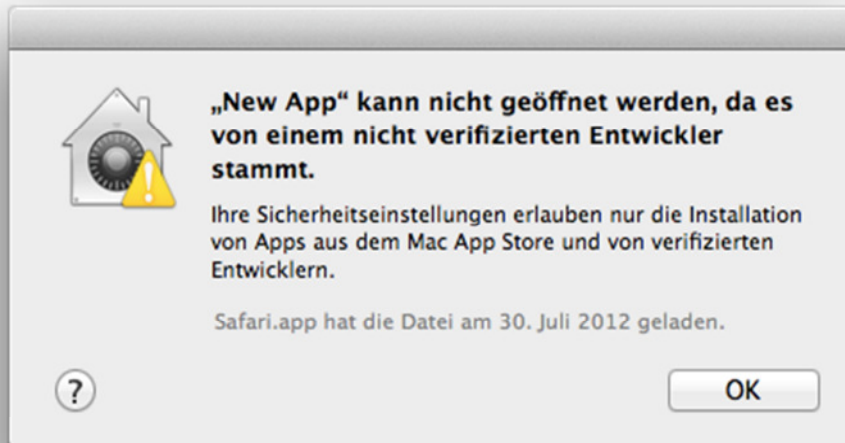 „New App“ kann nicht geöffnet werden, da es
von einem nicht verifizierten Entwickler
stammt.
Ihre Sicherheitseinstellungen erlauben nur die Installation
von Apps aus dem Mac App Store und von verifizierten
Entwicklern.
Safari.app hat die Datei am 30. Juli 2012 geladen.
?
OK